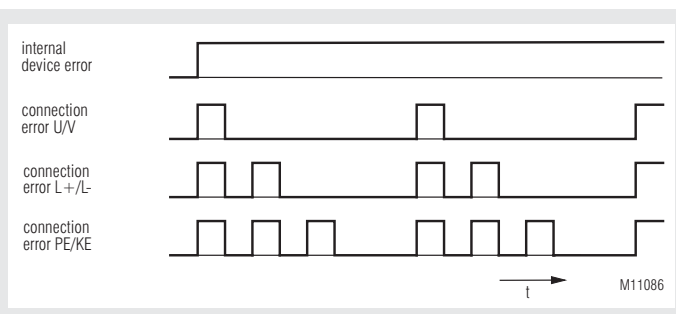 internal
device error
connection
error U/V
connection
error L+/L-
connection
error PE/KE
t
M11086